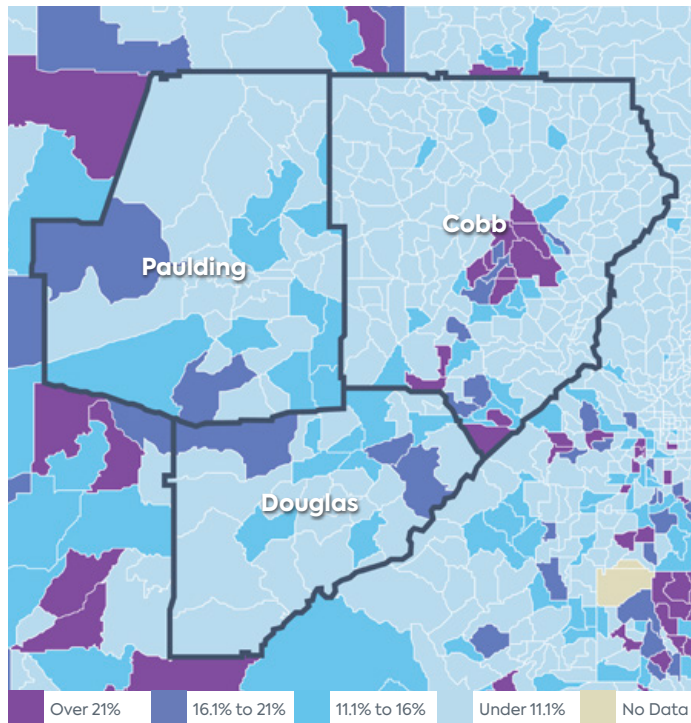 Cobb
Paulding
Douglas
Over 21%
16.1% to 21%
11.1% to 16%
Under 11.1%
No Data